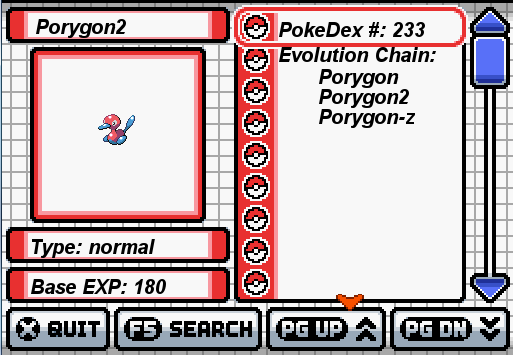 Porygon2
PokeDex #: 233
Evolution Chain:
Porygon
Porygon2
Porygon-z
Type: normal
Base EXP: 180
X QUIT
F5 SEARCH
PG UP
PG DN